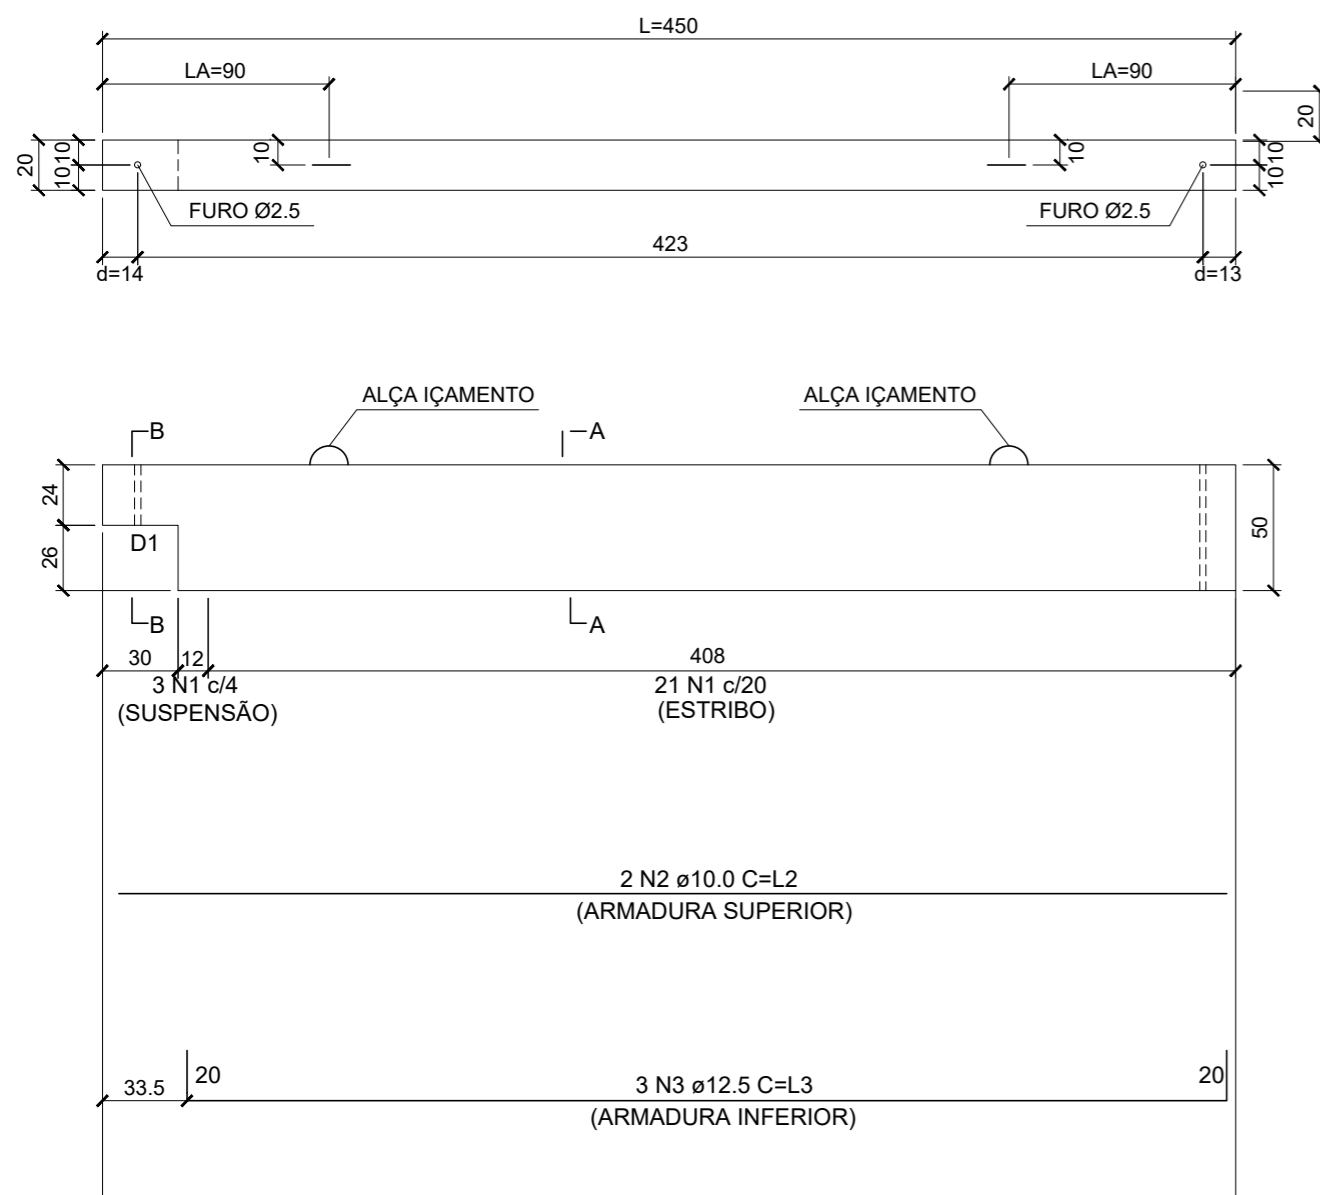 L=450
LA=90
LA=90
20
20
10
10
10
10
10
10
FURO Ø2.5
FURO Ø2.5
423
d=14
d=13
ALÇA IÇAMENTO
ALÇA IÇAMENTO
B
A
24
26
D1
50
B
A
30
12
408
3 N1 c/4
(SUSPENSÃO)
21 N1 c/20
(ESTRIBO)
2 N2 ø10.0 C=L2
(ARMADURA SUPERIOR)
33.5
20
3 N3 ø12.5 C=L3
20
(ARMADURA INFERIOR)